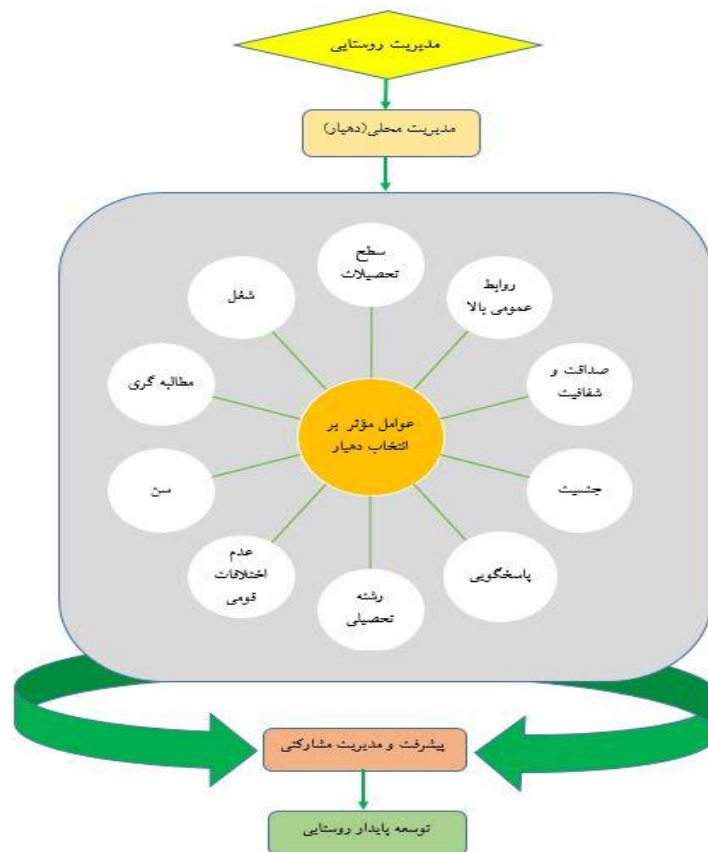 مدیریت روستایی
مدیریت محلی(دهیار)
سطح
تحصیلات
روابط
عمومی بالا
صداقت و
شفافیت
جنسیت
پاسخگویی
رشته
تحصیلی
عدم
اختلافات
قومی
سن
مطالبه گری
شغل
عوامل مؤثر بر
انتخاب دهیار
پیشرفت و مدیریت مشارکتی
توسعه پایدار روستایی